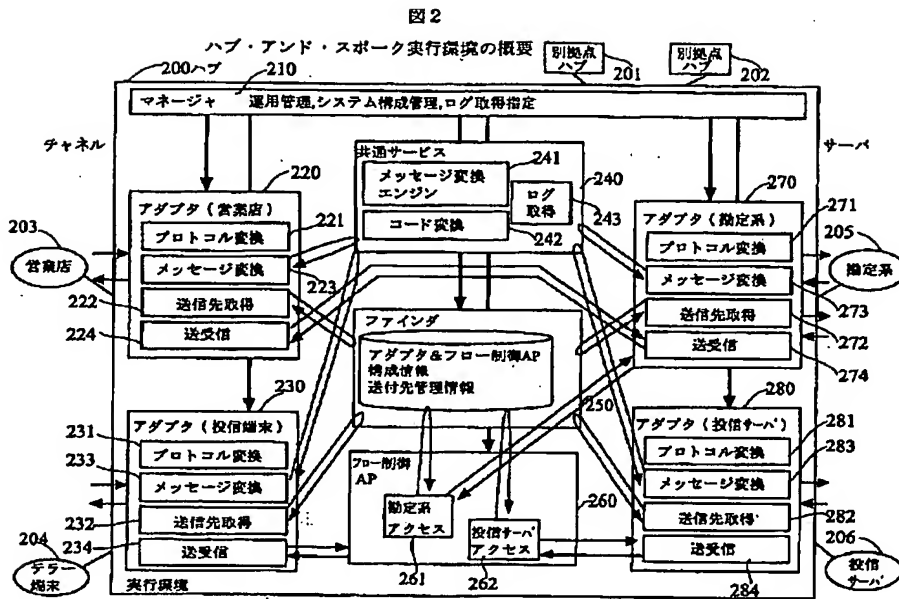 図2
ハブ・アンド・スポーク実行環境の概要
別拠点
ハブ
201
別拠点
ハブ
202
200ハブ
210
マネージャ 運用管理,システム構成管理,ログ取得指定
チャネル
サーバ
共通サービス
241
メッセージ変換
エンジン
240
ログ
取得
243
コード変換
242
220
アダプタ(営業店)
221
プロトコル変換
メッセージ変換
223
222
送信先取得
224
送受信
203
営業店
270
アダプタ(勘定系)
271
プロトコル変換
メッセージ変換
273
送信先取得
272
送受信
274
205
勘定系
ファインダ
アダプタ&フロー制御AP
構成情報
送付先管理情報
250
230
アダプタ(投信端末)
231
プロトコル変換
233
メッセージ変換
232
送信先取得
234
送受信
204
テラー
端末
フロー制御
AP
260
勘定系
アクセス
261
投信サーバ
アクセス
262
280
アダプタ(投信サーバ)
281
プロトコル変換
283
メッセージ変換
送信先取得
282
送受信
284
206
投信
サーバ
実行環境